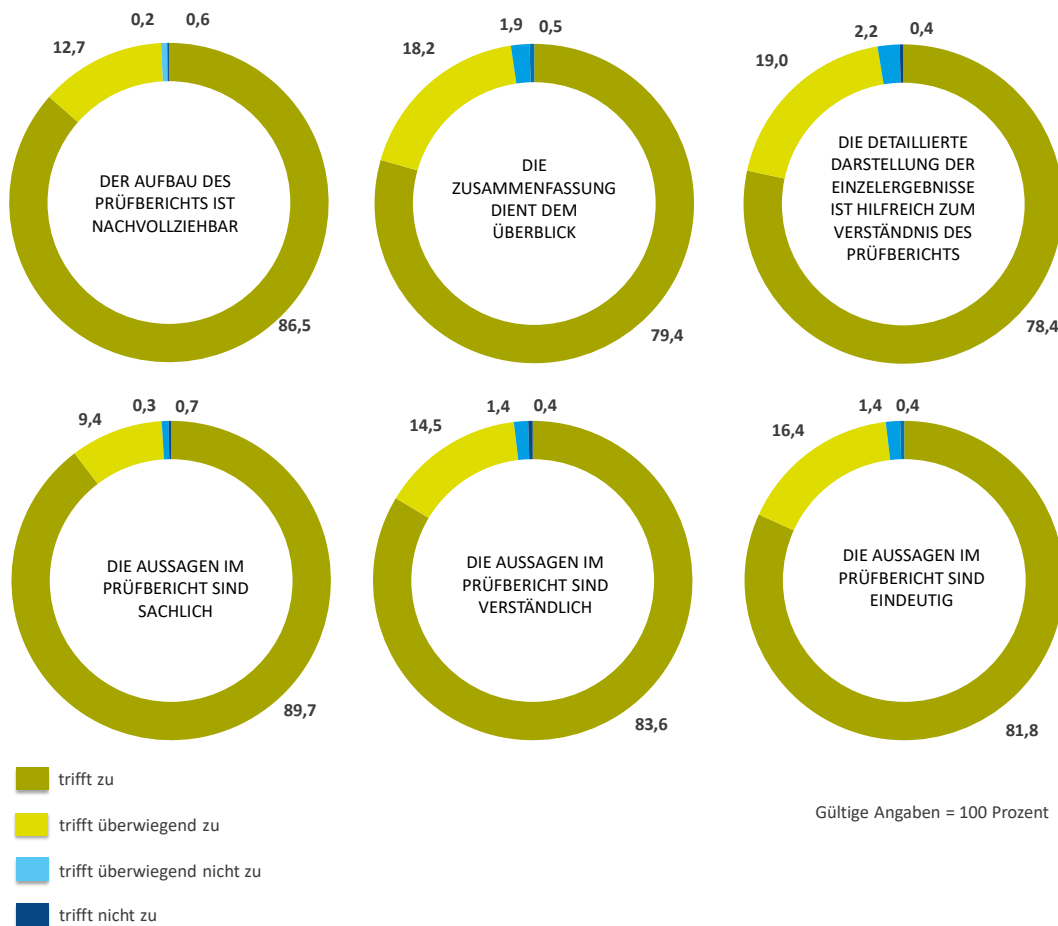 0,2 0,6
12,7
DER AUFBAU DES
PRÜFBERICHTS IST
NACHVOLLZIEHBAR
86,5
1,9 0,5
18,2
DIE
ZUSAMMENFASSUNG
DIENT DEM
ÜBERBLICK
79,4
2,2 0,4
19,0
DIE DETAILLIERTE
DARSTELLUNG DER
EINZELERGEBNISSE
IST HILFREICH ZUM
VERSTÄNDNIS DES
PRÜFBERICHTS
78,4
0,3 0,7
9,4
DIE AUSSAGEN IM
PRÜFBERICHT SIND
SACHLICH
89,7
1,4 0,4
14,5
DIE AUSSAGEN IM
PRÜFBERICHT SIND
VERSTÄNDLICH
83,6
1,4 0,4
16,4
DIE AUSSAGEN IM
PRÜFBERICHT SIND
EINDEUTIG
81,8
trifft zu
trifft überwiegend zu
trifft überwiegend nicht zu
trifft nicht zu
Gültige Angaben = 100 Prozent